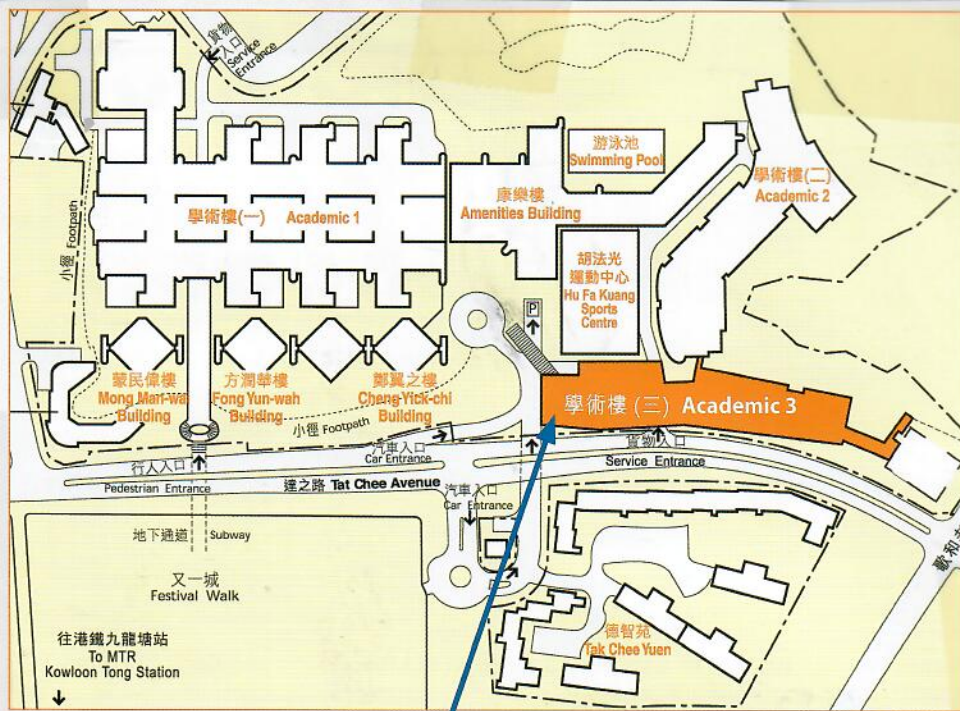 貨物
入口
Service
Entrance
小徑 Footpath
學術樓(一) Academic 1
康樂樓
Amenities Building
游泳池
Swimming Pool
學術樓(二)
Academic 2
胡法光
運動中心
Hu Fa Kuang
Sports
Centre
P
蒙民偉樓
Mong Man-wai
Building
方潤華樓
Fong Yun-wah
Building
鄭翼之樓
Cheng Yick-chi
Building
學術樓 (三) Academic 3
小徑 Footpath
汽車入口
Car Entrance
貨物入口
Service Entrance
行人入口
Pedestrian Entrance
達之路 Tat Chee Avenue
汽車入口
Car Entrance
地下通道 Subway
又一城
Festival Walk
德智苑
Tak Chee Yuen
往港鐵九龍塘站
To MTR
Kowloon Tong Station